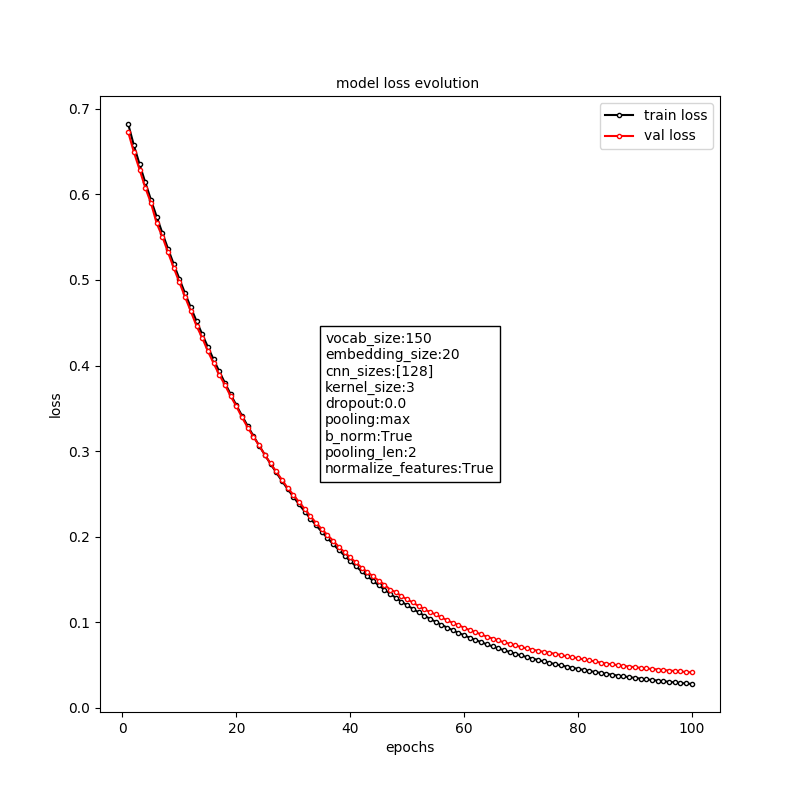 model loss evolution
train loss
val loss
0.7
0.6
0.5
0.4
0.3
0.2
0.1
0.0
loss
vocab_size:150
embedding_size:20
cnn_sizes:[128]
kernel_size:3
dropout:0.0
pooling:max
b_norm:True
pooling_len:2
normalize_features:True
0 20 40 60 80 100
epochs